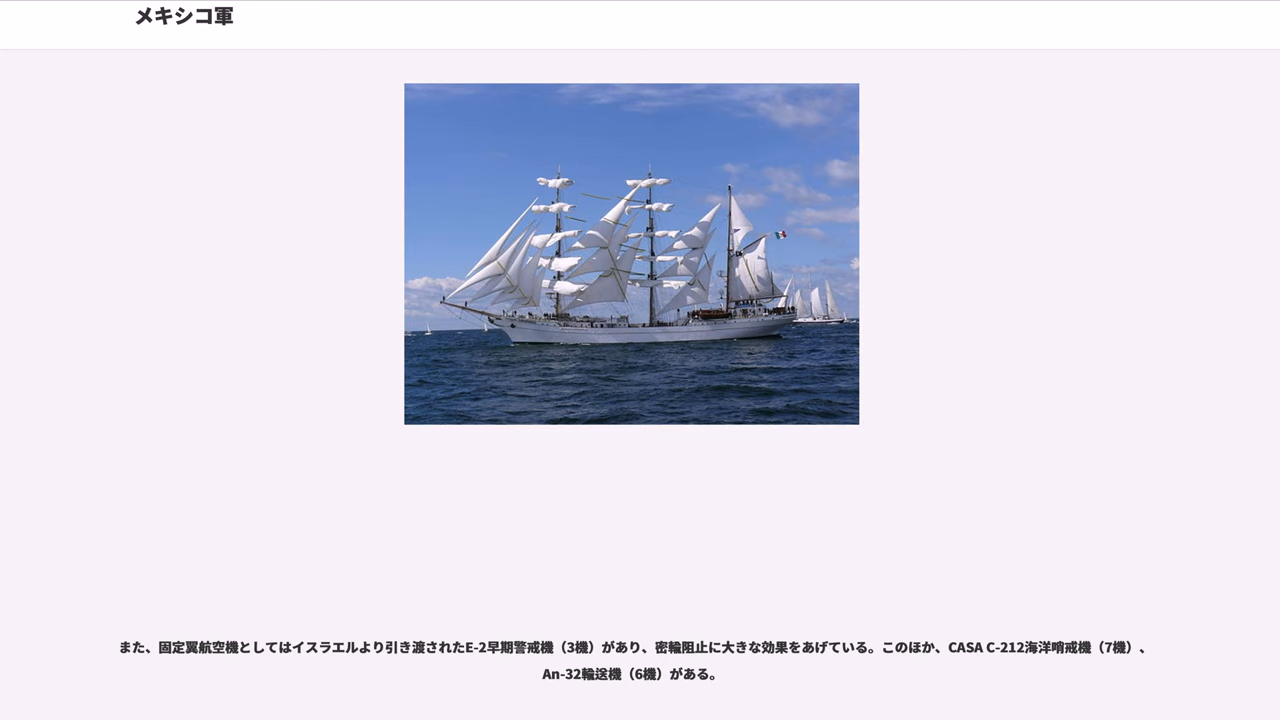 メキシコ軍
また、固定翼航空機としてはイスラエルより引き渡されたE-2早期警戒機（3機）があり、密輸阻止に大きな効果をあげている。このほか、CASA C-212海洋哨戒機（7機）、
An-32輸送機（6機）がある。